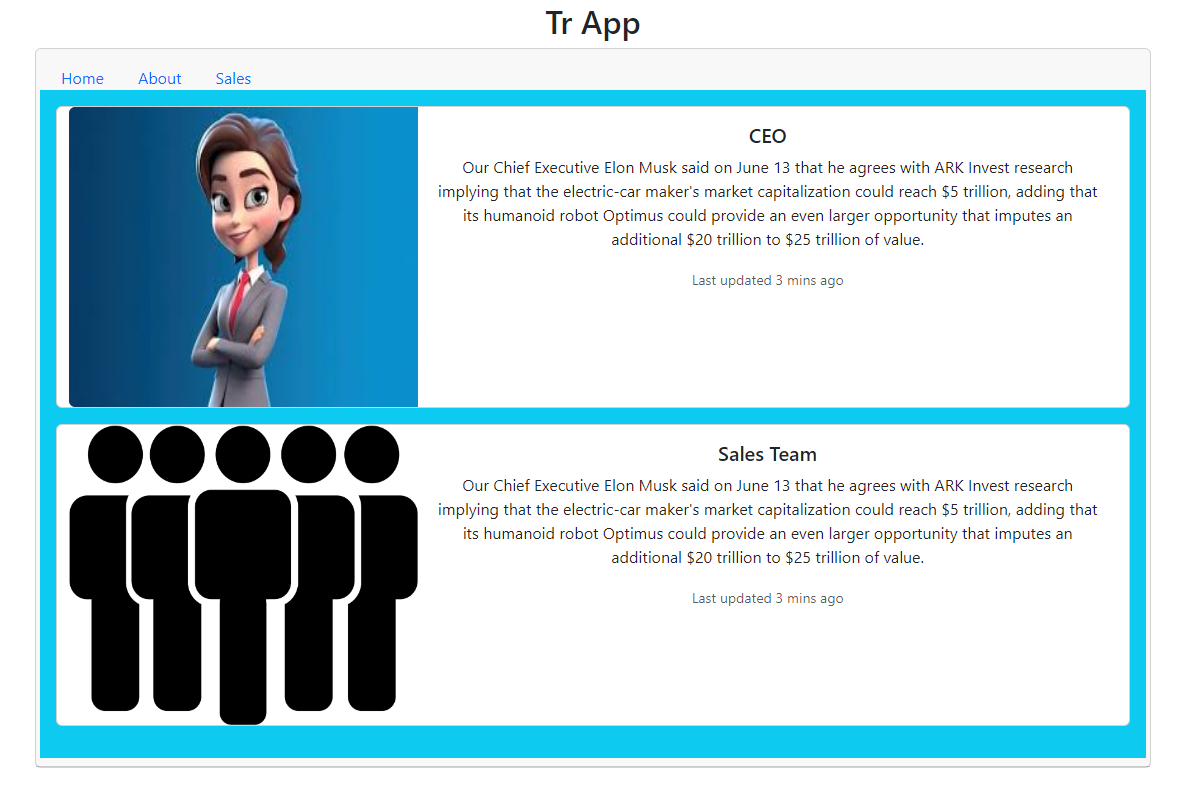 Tr App
Home About Sales
CEO
Our Chief Executive Elon Musk said on June 13 that he agrees with ARK Invest research
implying that the electric-car maker's market capitalization could reach $5 trillion, adding that
its humanoid robot Optimus could provide an even larger opportunity that imputes an
additional $20 trillion to $25 trillion of value.
Last updated 3 mins ago
Sales Team
Our Chief Executive Elon Musk said on June 13 that he agrees with ARK Invest research
implying that the electric-car maker's market capitalization could reach $5 trillion, adding that
its humanoid robot Optimus could provide an even larger opportunity that imputes an
additional $20 trillion to $25 trillion of value.
Last updated 3 mins ago